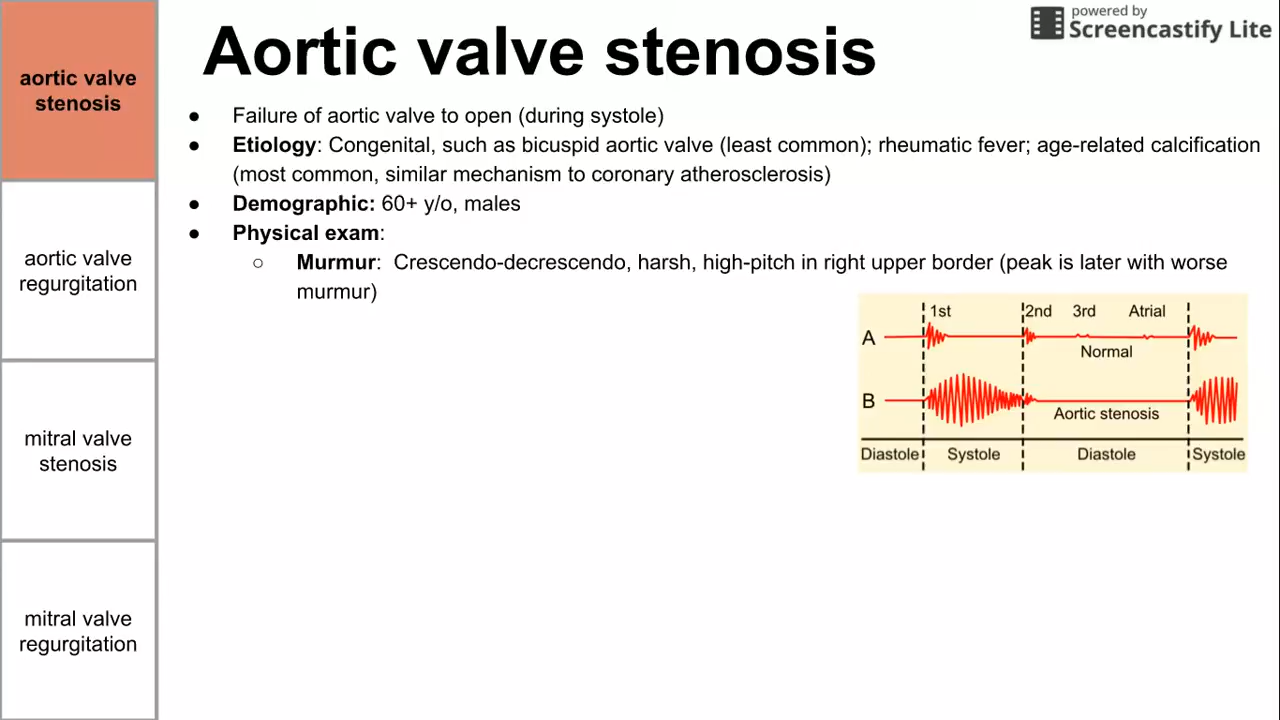 powered by
Screencastify Lite
Aortic valve stenosis
aortic valve
stenosis
aortic valve
regurgitation
mitral valve
stenosis
mitral valve
regurgitation
● Failure of aortic valve to open (during systole)
● Etiology: Congenital, such as bicuspid aortic valve (least common); rheumatic fever; age-related calcification
(most common, similar mechanism to coronary atherosclerosis)
● Demographic: 60+ y/o, males
● Physical exam:
○ Murmur: Crescendo-decrescendo, harsh, high-pitch in right upper border (peak is later with worse
murmur)
1st 2nd 3rd Atrial
A
Normal
B
Aortic stenosis
Diastole Systole Diastole Systole